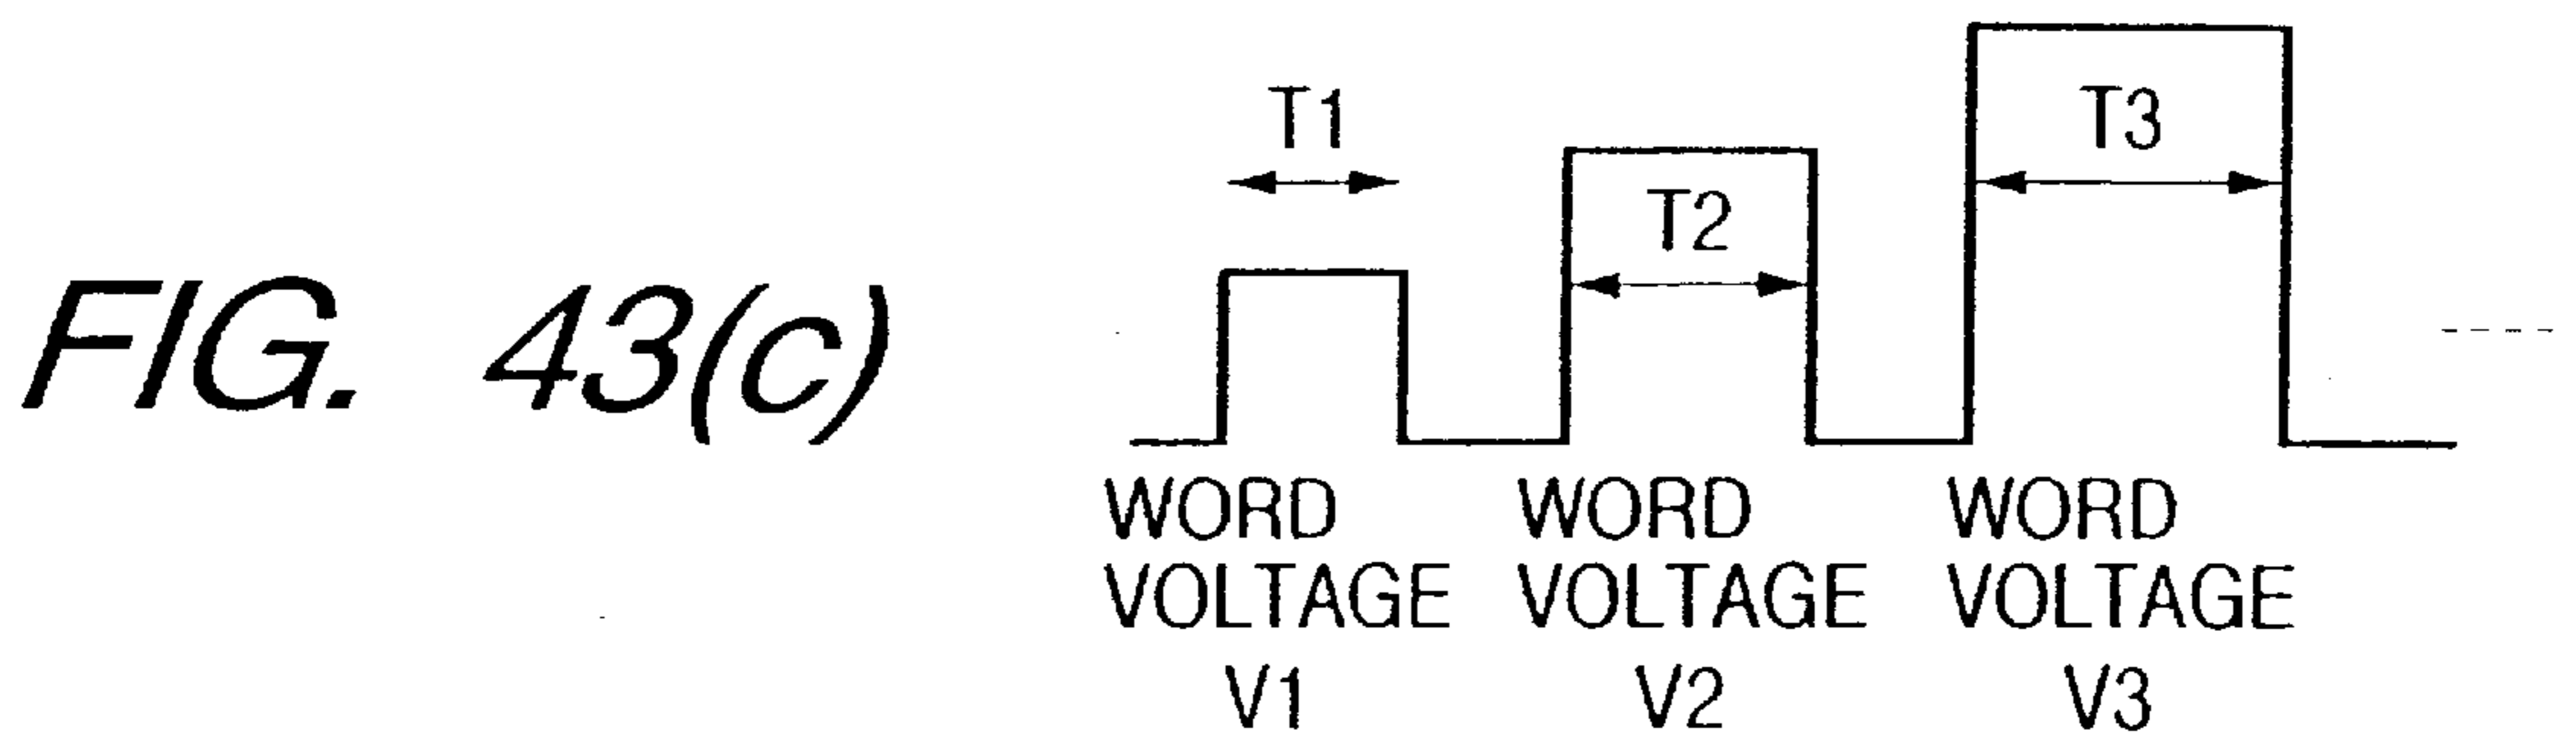 FIG. 43(c)
T1
T2
T3
WORD VOLTAGE V1
WORD VOLTAGE V2
WORD VOLTAGE V3